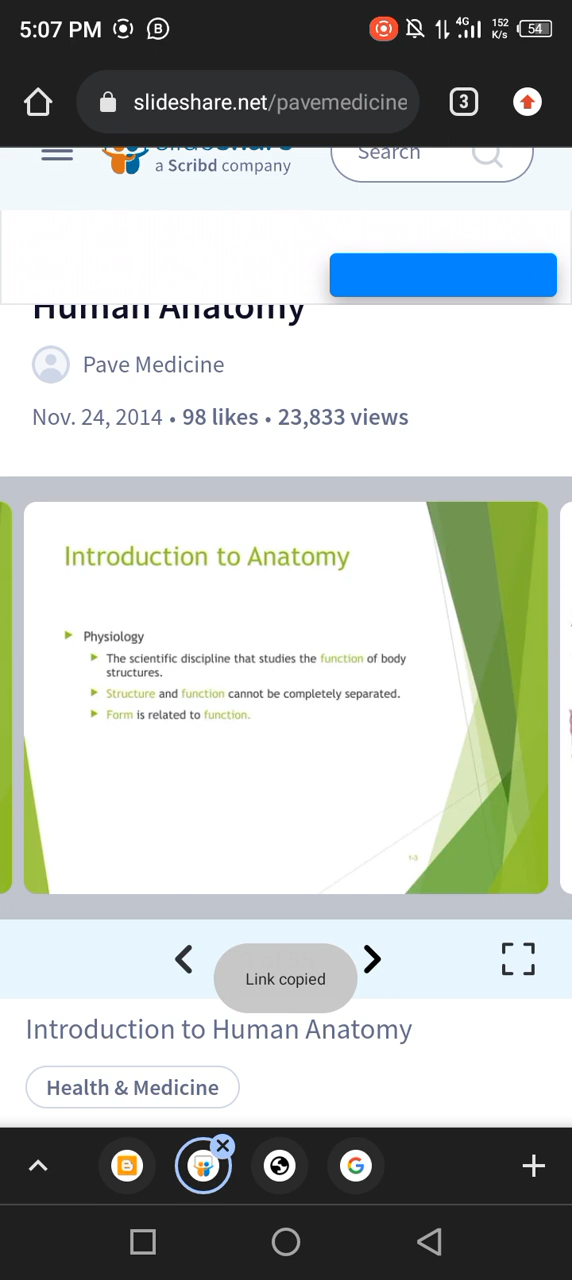 5:07 PM
4G 152 K/s 54
slideshare.net/pavemedicine
3
a Scribd company
Search
Human Anatomy
Pave Medicine
Nov. 24, 2014 • 98 likes • 23,833 views
Introduction to Anatomy
Physiology
The scientific discipline that studies the function of body
structures.
Structure and function cannot be completely separated.
Form is related to function.
1-3
Link copied
Introduction to Human Anatomy
Health & Medicine